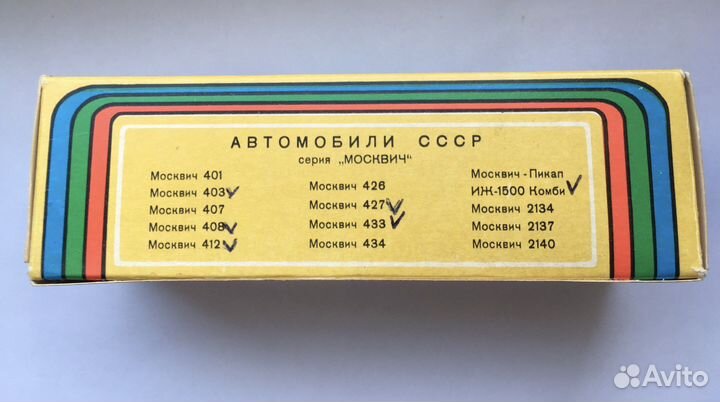 АВТОМОБИЛИ СССР
серия „МОСКВИЧ"
Москвич 401
Москвич 403
Москвич 407
Москвич 408
Москвич 412
Москвич 426
Москвич 427
Москвич 433
Москвич 434
Москвич - Пикап
ИЖ-1500 Комби
Москвич 2134
Москвич 2137
Москвич 2140
Avito